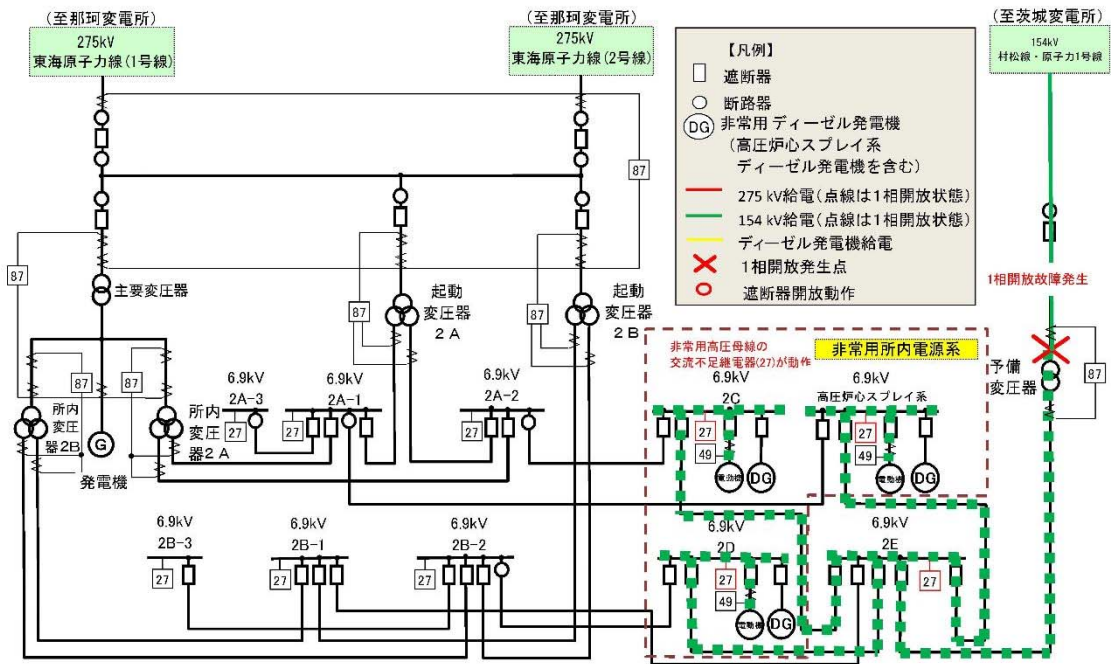 (至那珂変電所)
275kV
東海原子力線(1号線)
(至那珂変電所)
275kV
東海原子力線(2号線)
(至茨城変電所)
154kV
村松線・原子力1号線
【凡例】
遮断器
断路器
DG
非常用 ディーゼル発電機
(高圧炉心スプレイ系
ディーゼル発電機を含む)
275 kV給電(点線は1相開放状態)
154 kV給電(点線は1相開放状態)
ディーゼル発電機給電
1相開放発生点
遮断器開放動作
87
87
87
87
主要変圧器
起動
変圧器
2A
起動
変圧器
2B
1相開放故障発生
予備
変圧器
87
87
87
所内
変圧
器2B
G
発電機
所内
変圧
器2A
6.9kV
2A-3
27
6.9kV
2A-1
27
6.9kV
2A-2
27
非常用高圧母線の
交流不足継電器(27)が動作
非常用所内電源系
6.9kV
2C
27
49
電動機
DG
6.9kV
高圧炉心スプレイ系
27
49
電動機
DG
6.9kV
2B-3
27
6.9kV
2B-1
27
6.9kV
2B-2
27
6.9kV
2D
27
49
電動機
DG
6.9kV
2E
27